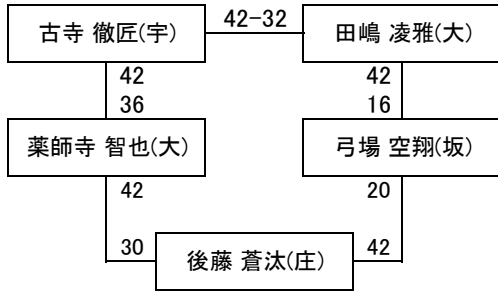 古寺 徹匠(宇)
42-32
田嶋 凌雅(大)
42
42
36
16
薬師寺 智也(大)
弓場 空翔(坂)
42
20
30
後藤 蒼汰(庄)
42